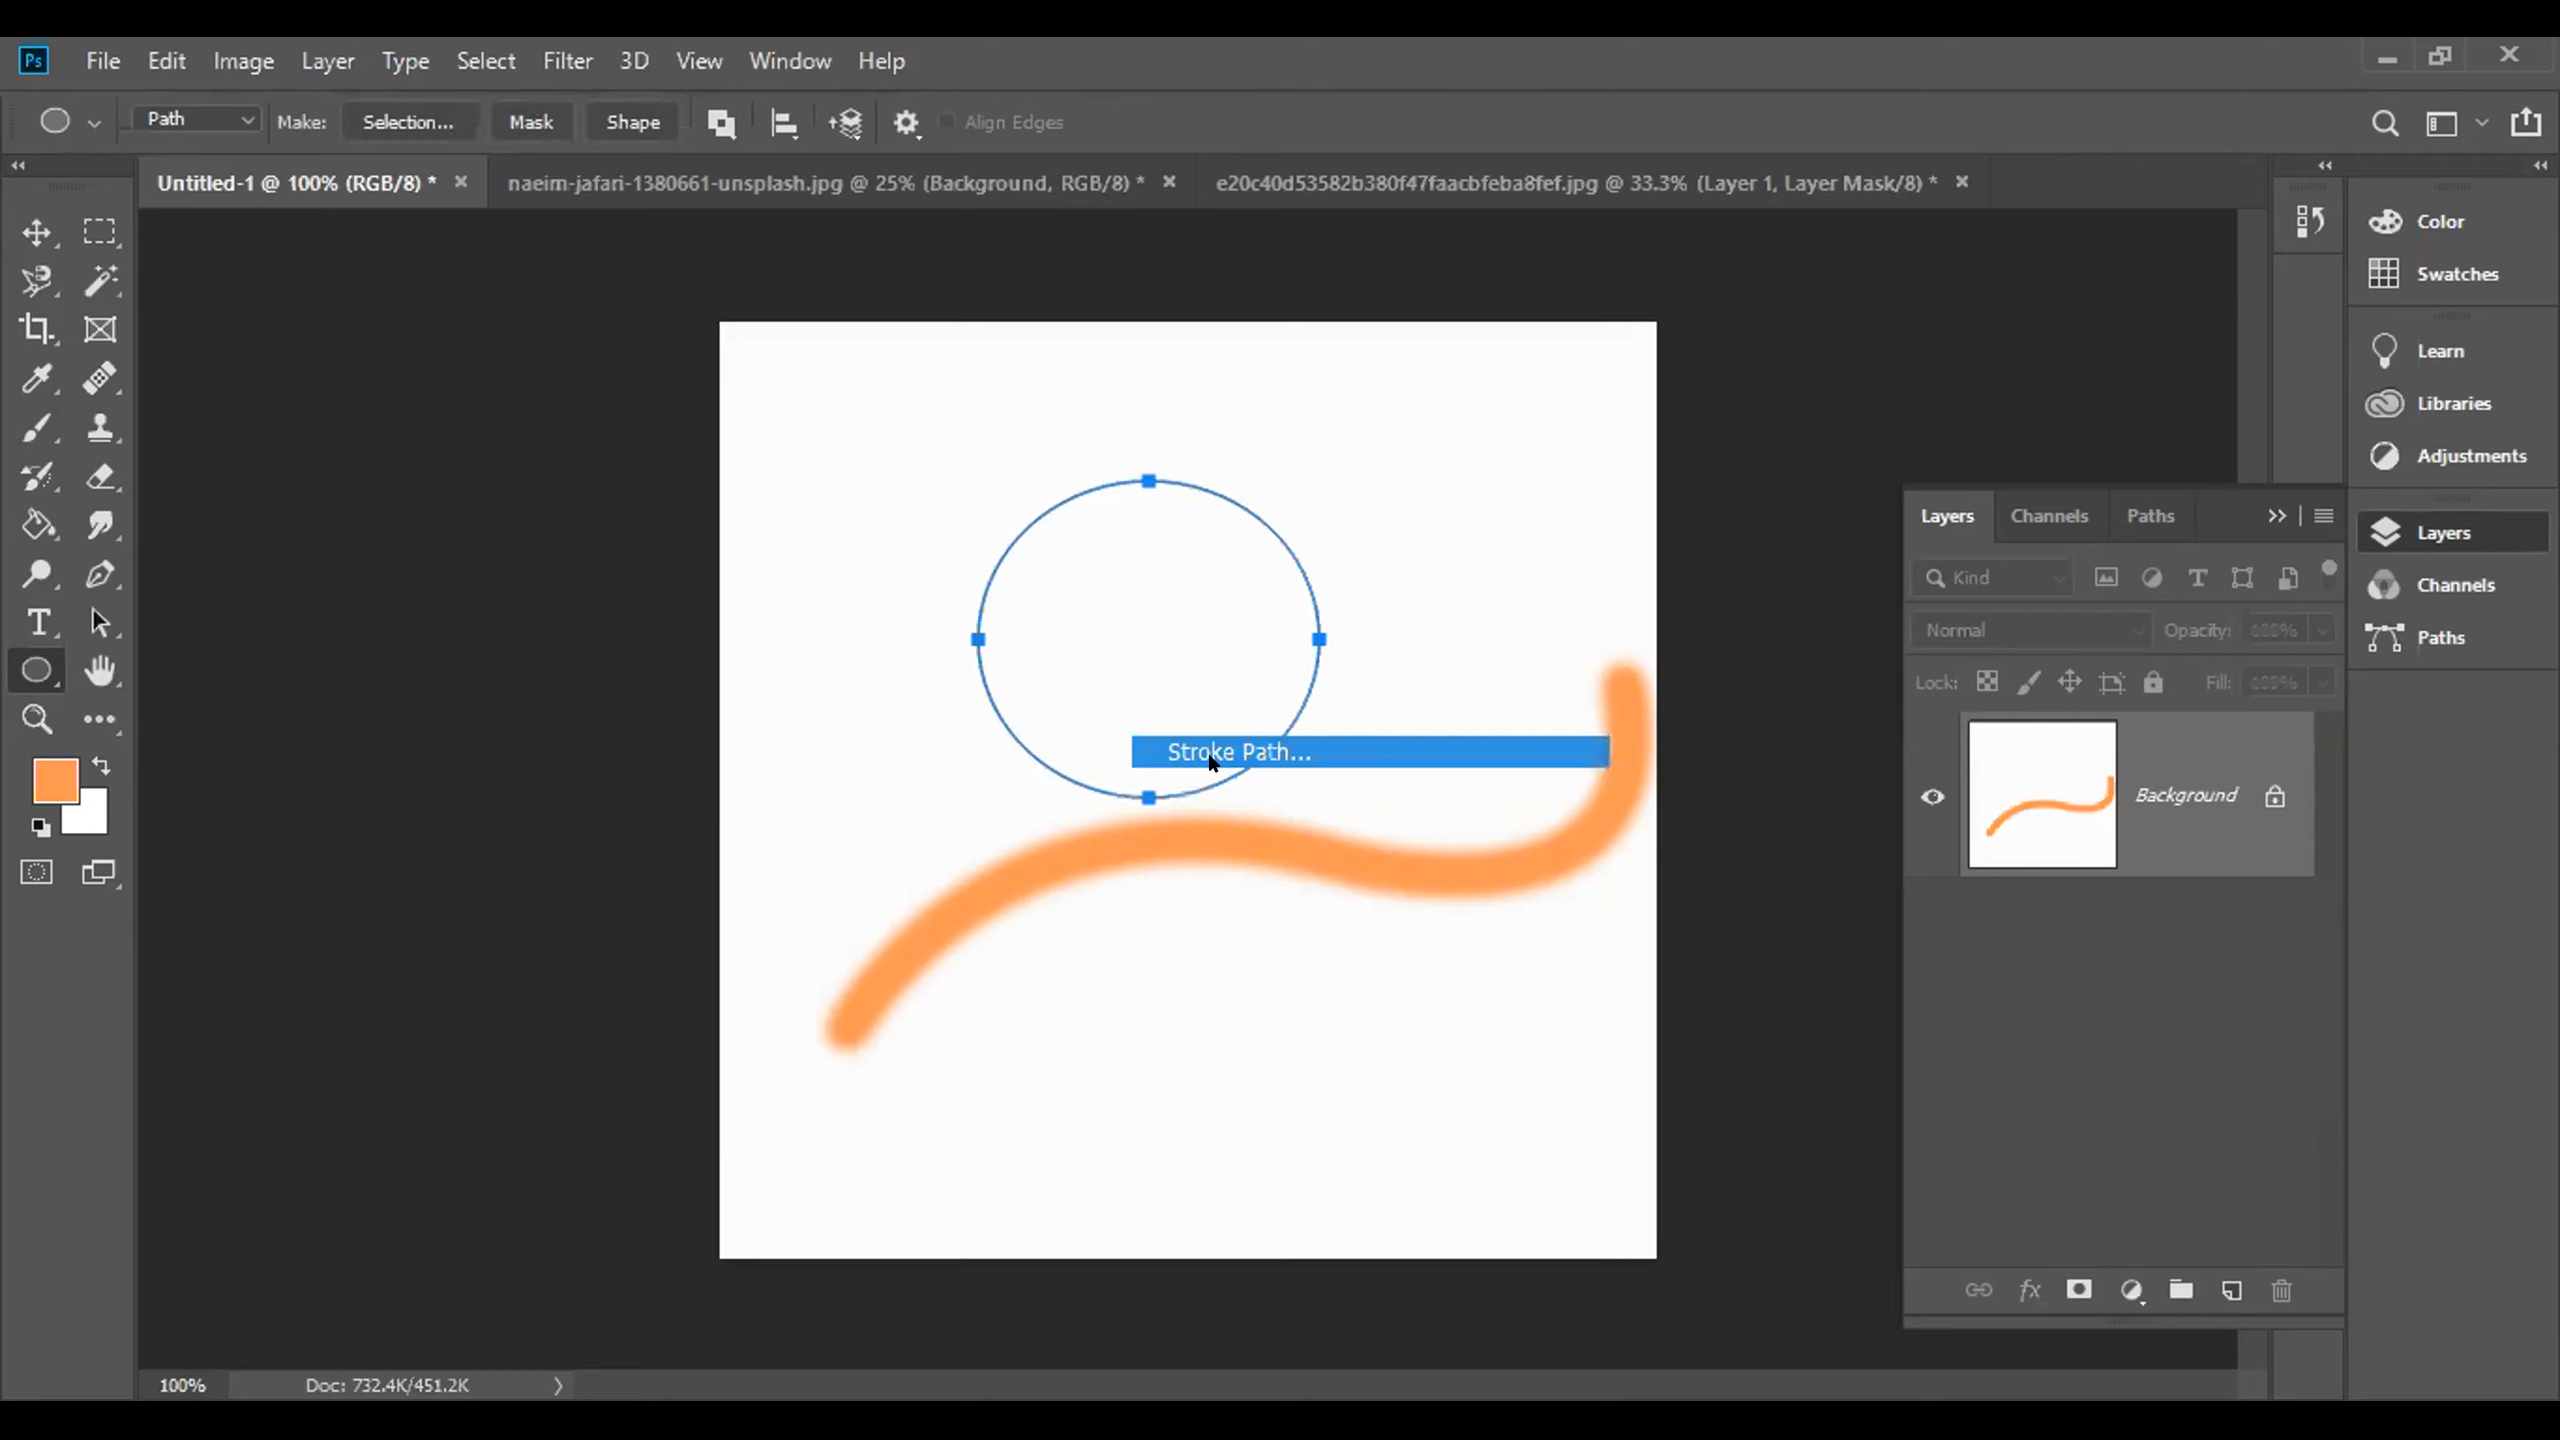 Ps File Edit Image Layer Type Select Filter 3D View Window Help
Path Make: Selection... Mask Shape Align Edges
Untitled-1 @ 100% (RGB/8) * naeim-jafari-1380661-unsplash.jpg @ 25% (Background, RGB/8) * e20c40d53582b380f47faacbfeba8fef.jpg @ 33.3% (Layer 1, Layer Mask/8) *
Color
Swatches
Learn
Libraries
Adjustments
Layers
Channels
Paths
Layers Channels Paths
Kind
Normal Opacity:
Lock: Fill:
Background
Stroke Path...
100% Doc: 732.4K/451.2K